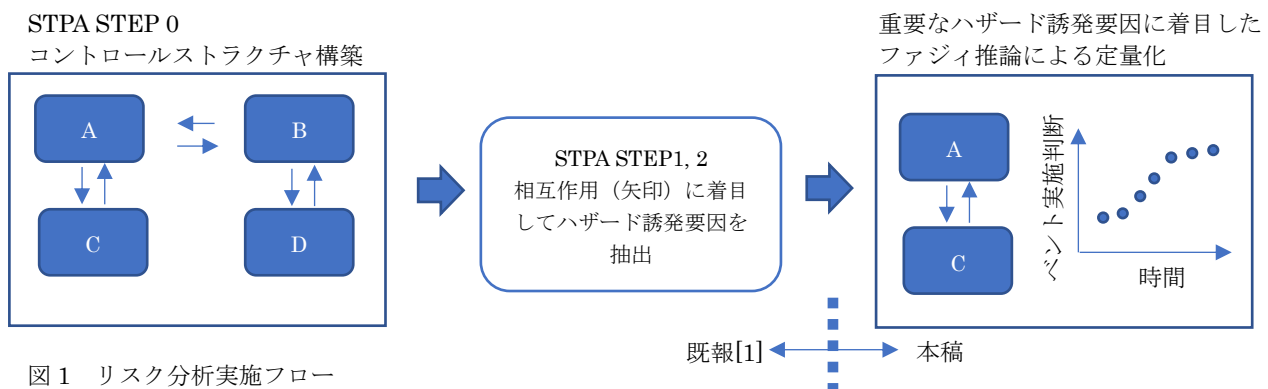 STPA STEP 0
コントロールストラクチャ構築
A
B
C
D
STPA STEP1, 2
相互作用（矢印）に着目
してハザード誘発要因を
抽出
重要なハザード誘発要因に着目した
ファジィ推論による定量化
A
C
ベント実施判断
時間
既報[1]
本稿
図 1　リスク分析実施フロー